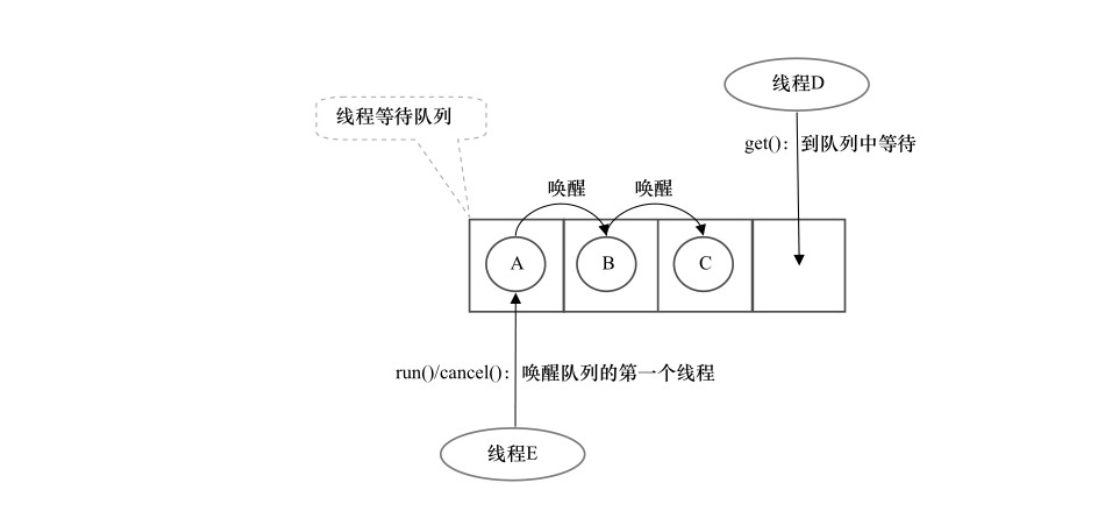 线程D
线程等待队列
get()：到队列中等待
唤醒 唤醒
A B C
run()/cancel()：唤醒队列的第一个线程
线程E